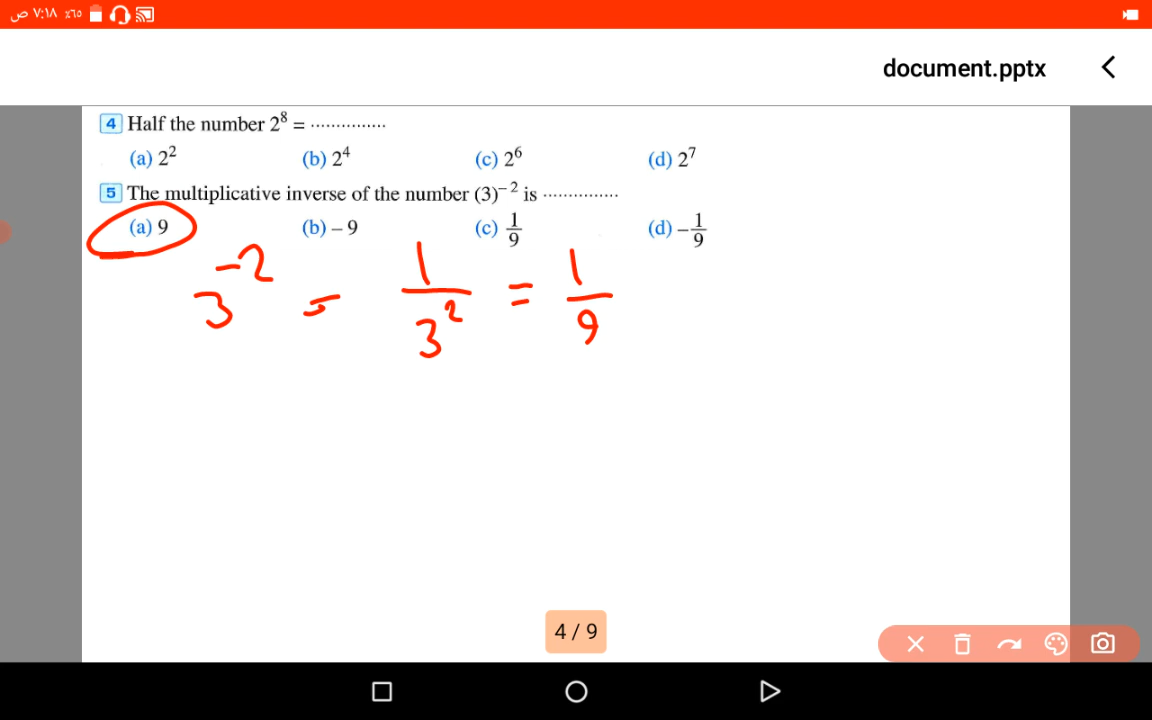 ص ٧:١٨ ٪٦٥
document.pptx
4 Half the number 2⁸ = ...............
(a) 2² (b) 2⁴ (c) 2⁶ (d) 2⁷
5 The multiplicative inverse of the number (3)⁻² is ...............
(a) 9 (b) – 9 (c) 1/9 (d) – 1/9
3⁻² = 1/3² = 1/9
4 / 9